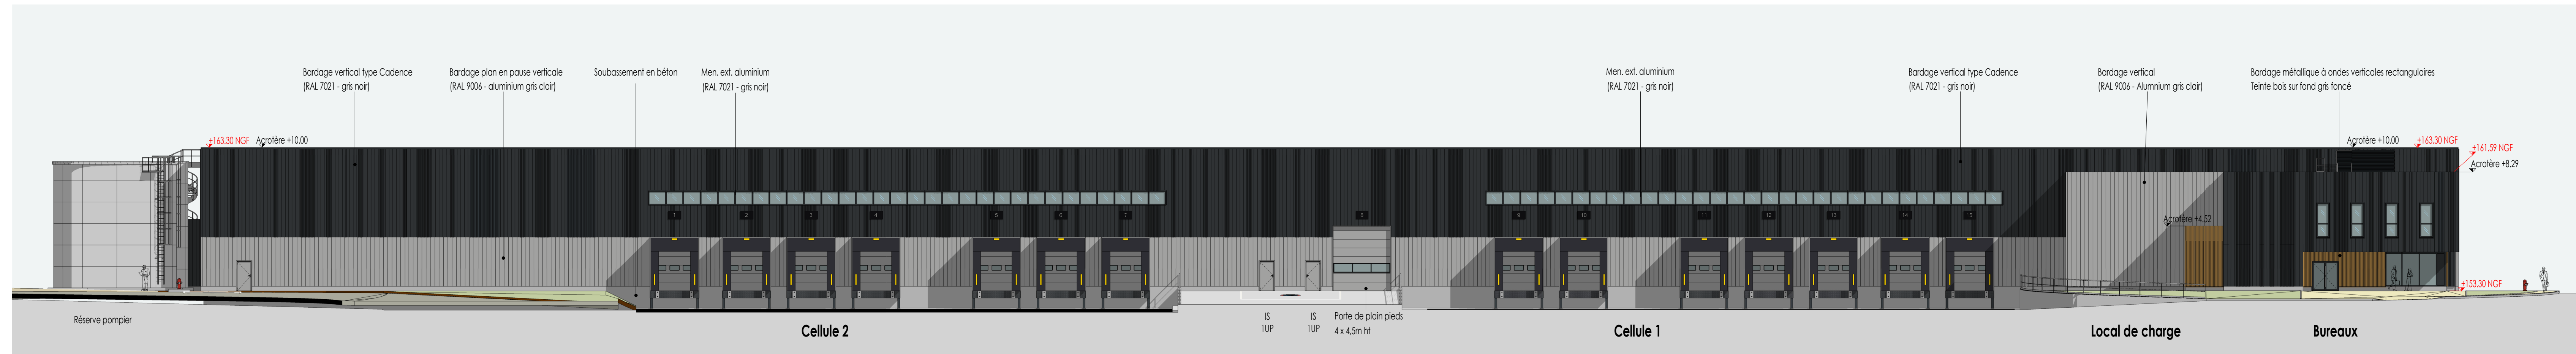 Bardage vertical type Cadence
(RAL 7021 - gris noir)
Bardage plan en pause verticale
(RAL 9006 - aluminium gris clair)
Soubassement en béton
Men. ext. aluminium
(RAL 7021 - gris noir)
Men. ext. aluminium
(RAL 7021 - gris noir)
Bardage vertical type Cadence
(RAL 7021 - gris noir)
Bardage vertical
(RAL 9006 - Alumnium gris clair)
Bardage métallique à ondes verticales rectangulaires
Teinte bois sur fond gris foncé
+163.30 NGF
Acrotère +10.00
Acrotère +10.00
+163.30 NGF
+161.59 NGF
Acrotère +8.29
Acrotère +4.52
1
2
3
4
5
6
7
8
9
10
11
12
13
14
15
+153.30 NGF
Réserve pompier
IS
1UP
IS
1UP
Porte de plain pieds
4 x 4,5m ht
Cellule 2
Cellule 1
Local de charge
Bureaux